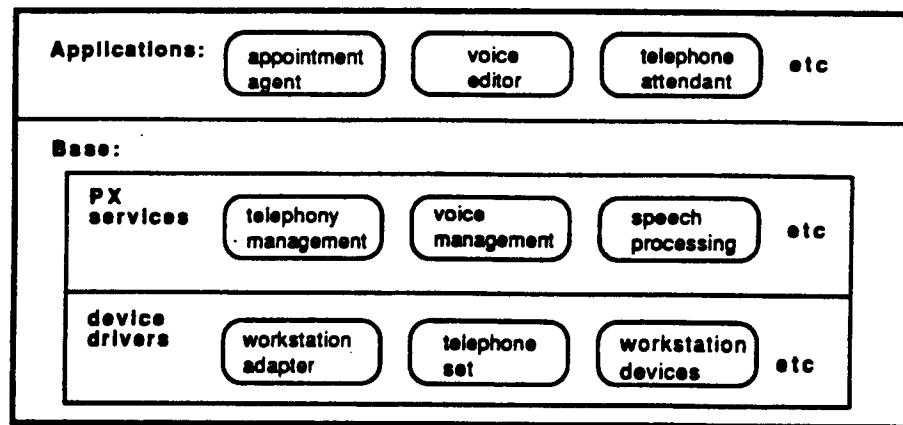 Applications:
appointment
agent
voice
editor
telephone
attendant
etc
Base:
PX
services
telephony
management
voice
management
speech
processing
etc
device
drivers
workstation
adapter
telephone
set
workstation
devices
etc